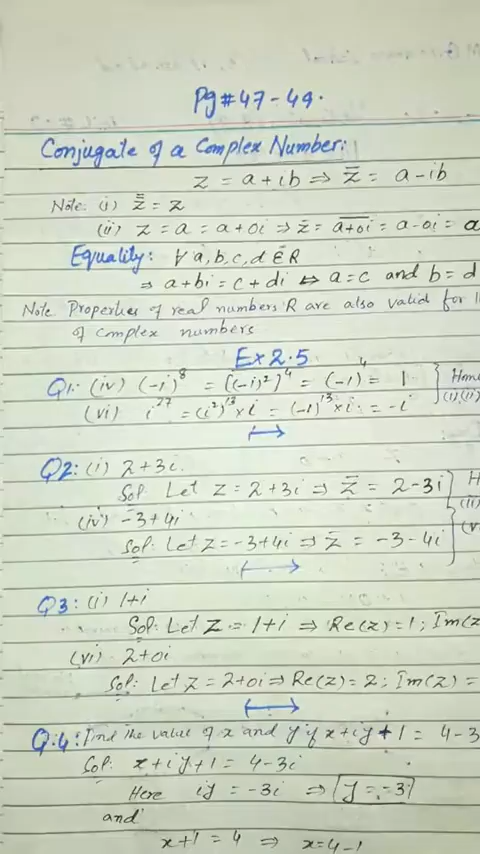 Pg#47-49.
Conjugate of a Complex Number:
z = a+ib ⇒ z̄ = a-ib
Note: (i) z̿ = z
(ii) z = a = a+0i ⇒ z̄ = a̅+̅0̅i̅ = a-0i = a
Equality: ∀ a, b, c, d ∈ R
⇒ a+bi = c+di ⇔ a=c and b=d
Note: Properties of real numbers R are also valid for
of complex numbers
Ex 2.5
Q1: (iv) (-i)⁸ = [(-i)²]⁴ = (-1)⁴ = 1
(i)(ii)
(vi) i²⁷ = (i²)¹³×i = (-1)¹³×i = -i
Q2: (i) 2+3i.
Sol: Let z = 2+3i ⇒ z̄ = 2-3i
(iv) -3+4i
Sol: Let z = -3+4i ⇒ z̄ = -3-4i
Q3: (i) 1+i
Sol: Let z = 1+i ⇒ Re(z)=1; Im(z
(vi) 2+0i
Sol: Let z = 2+0i ⇒ Re(z)=2; Im(z) =
Q:4: Find the value of x and y if x+iy+1 = 4-3
Sol: x+iy+1 = 4-3i
Here iy = -3i ⇒ y = -3
and
x+1 = 4 ⇒ x=4-1